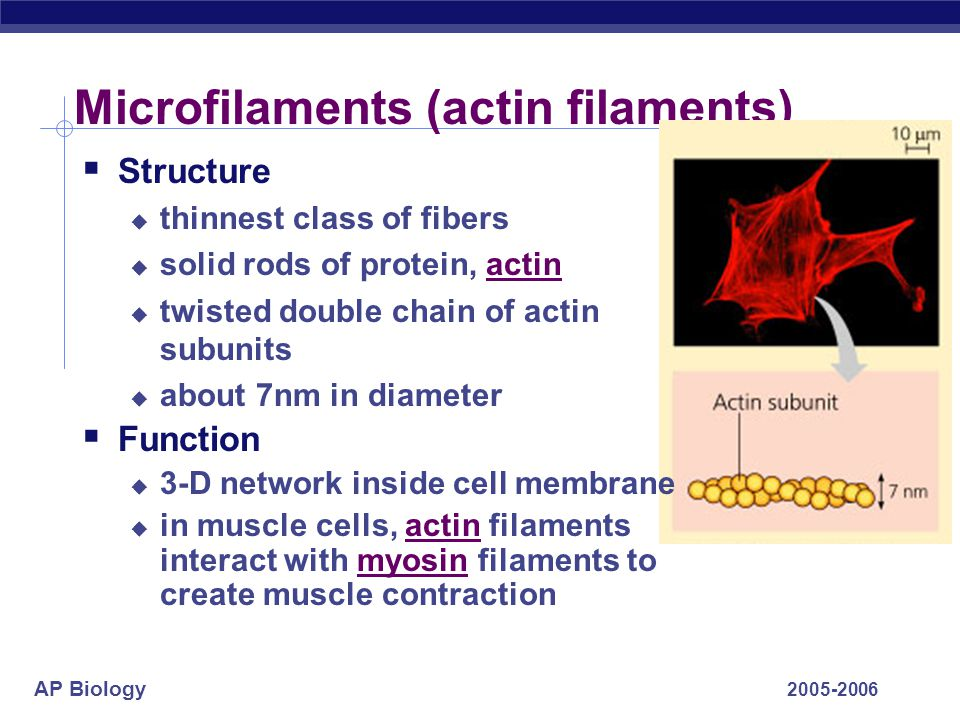 Microfilaments (actin filaments)
Structure
thinnest class of fibers
solid rods of protein, actin
twisted double chain of actin
subunits
about 7nm in diameter
Function
3-D network inside cell membrane
in muscle cells, actin filaments
interact with myosin filaments to
create muscle contraction
10 μm
Actin subunit
7 nm
AP Biology
2005-2006